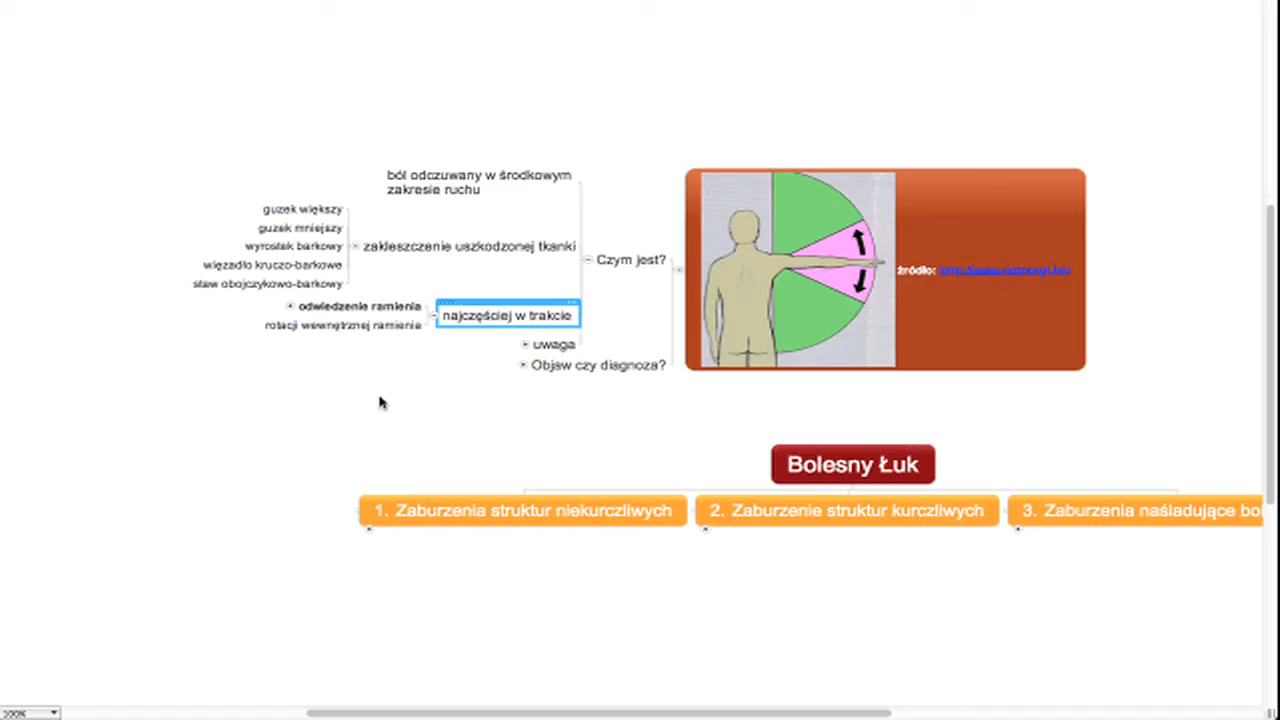 ból odczuwany w środkowym
zakresie ruchu
guzek większy
guzek mniejszy
wyrostek barkowy
więzadło kruczo-barkowe
staw obojczykowo-barkowy
zakleszczenie uszkodzonej tkanki
Czym jest?
odwiedzenie ramienia
rotacji wewnętrznej ramienia
najczęściej w trakcie
uwaga
Objaw czy diagnoza?
źródło:
Bolesny Łuk
1. Zaburzenia struktur niekurczliwych
2. Zaburzenie struktur kurczliwych
3. Zaburzenia naśladujące bo
100%